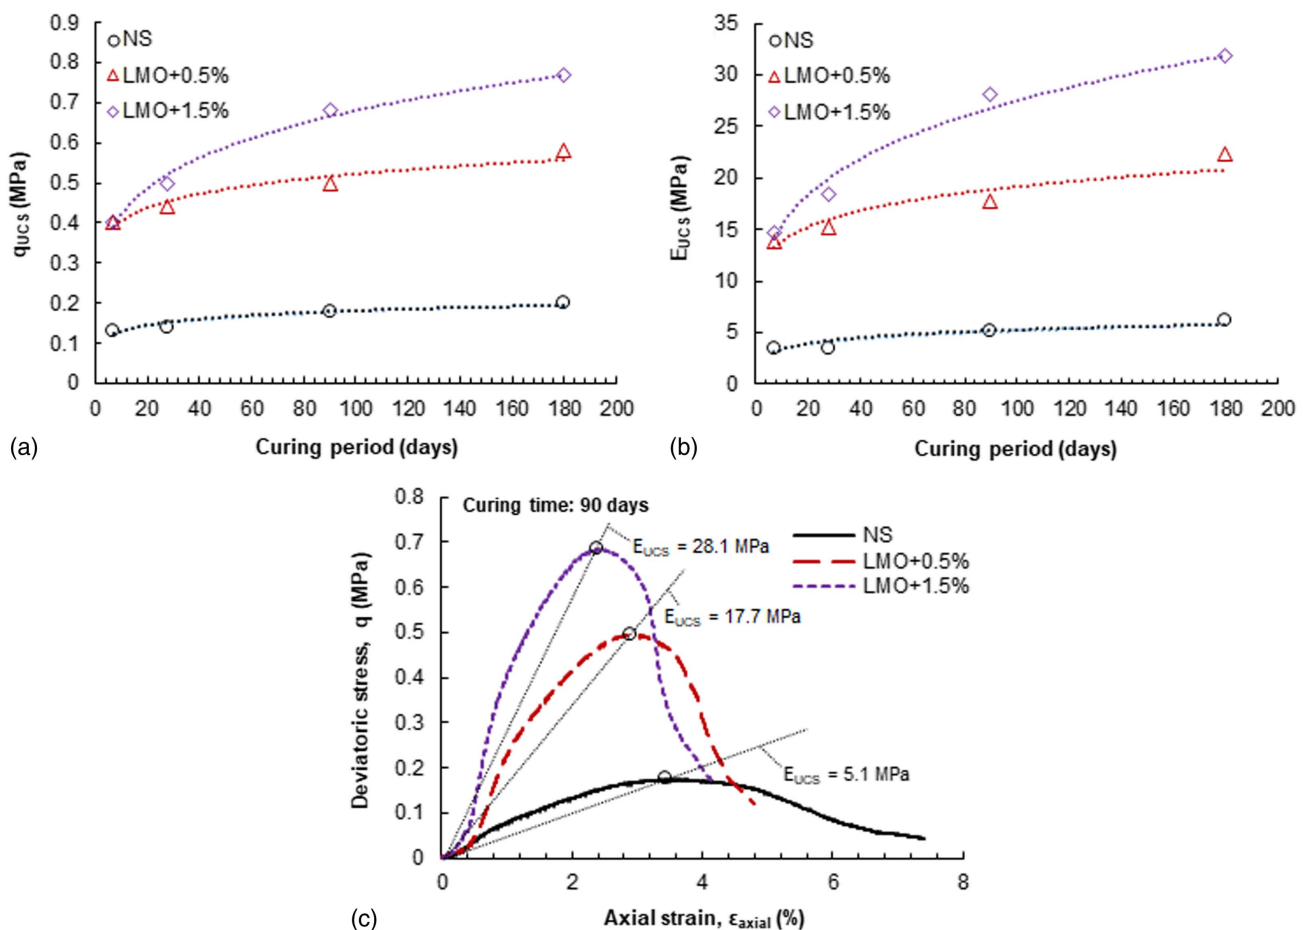 0.9
0.8
0.7
0.6
0.5
0.4
0.3
0.2
0.1
0
NS
LMO+0.5%
LMO+1.5%
q_UCS (MPa)
0 20 40 60 80 100 120 140 160 180 200
(a)
Curing period (days)
35
30
25
20
15
10
5
0
NS
LMO+0.5%
LMO+1.5%
E_UCS (MPa)
0 20 40 60 80 100 120 140 160 180 200
(b)
Curing period (days)
0.8
0.7
0.6
0.5
0.4
0.3
0.2
0.1
0
Curing time: 90 days
E_UCS = 28.1 MPa
E_UCS = 17.7 MPa
E_UCS = 5.1 MPa
NS
LMO+0.5%
LMO+1.5%
Deviatoric stress, q (MPa)
0 2 4 6 8
(c)
Axial strain, ε_axial (%)